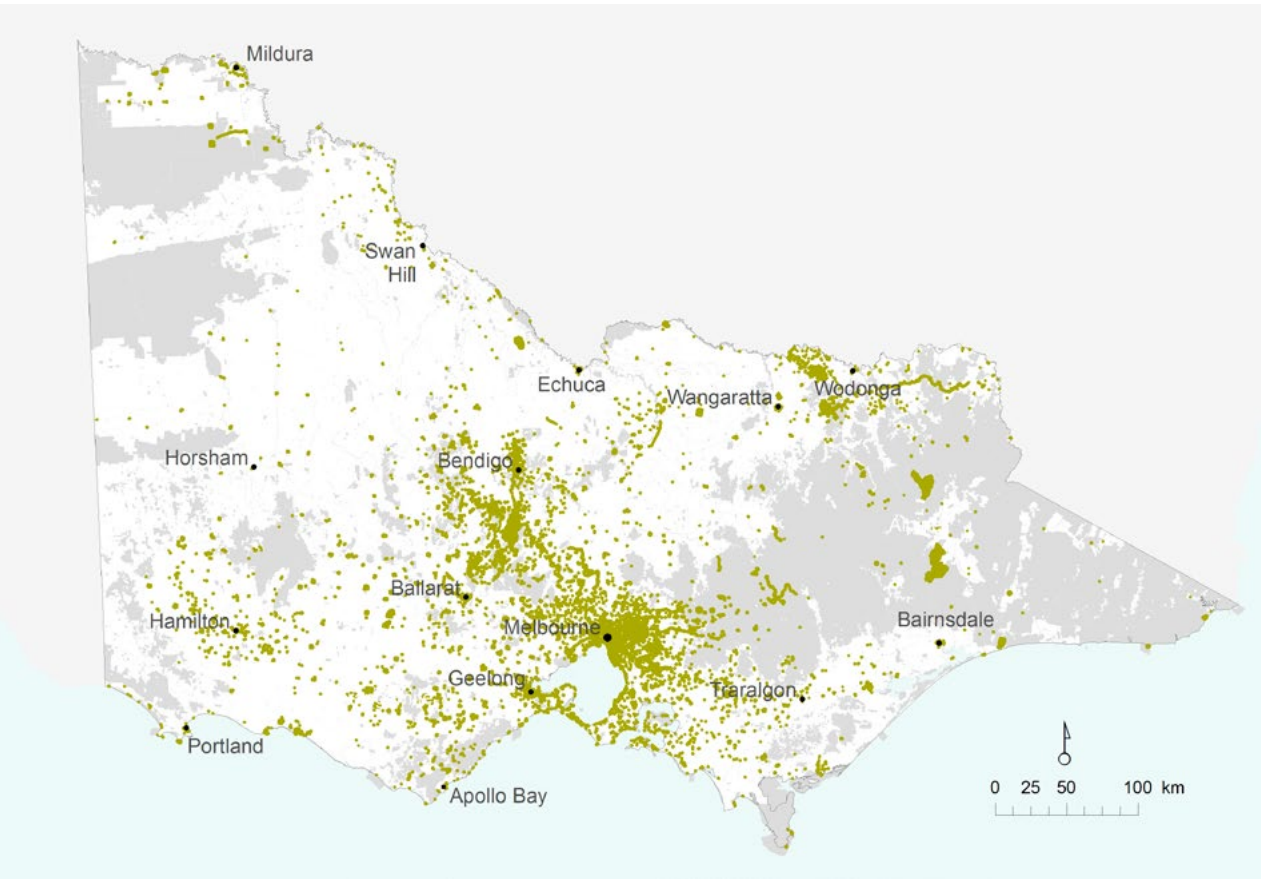 Mildura
Swan
Hill
Echuca
Wangaratta
Wodonga
Horsham
Bendigo
Ballarat
Hamilton
Melbourne
Bairnsdale
Geelong
Traralgon
Portland
Apollo Bay
0 25 50 100 km